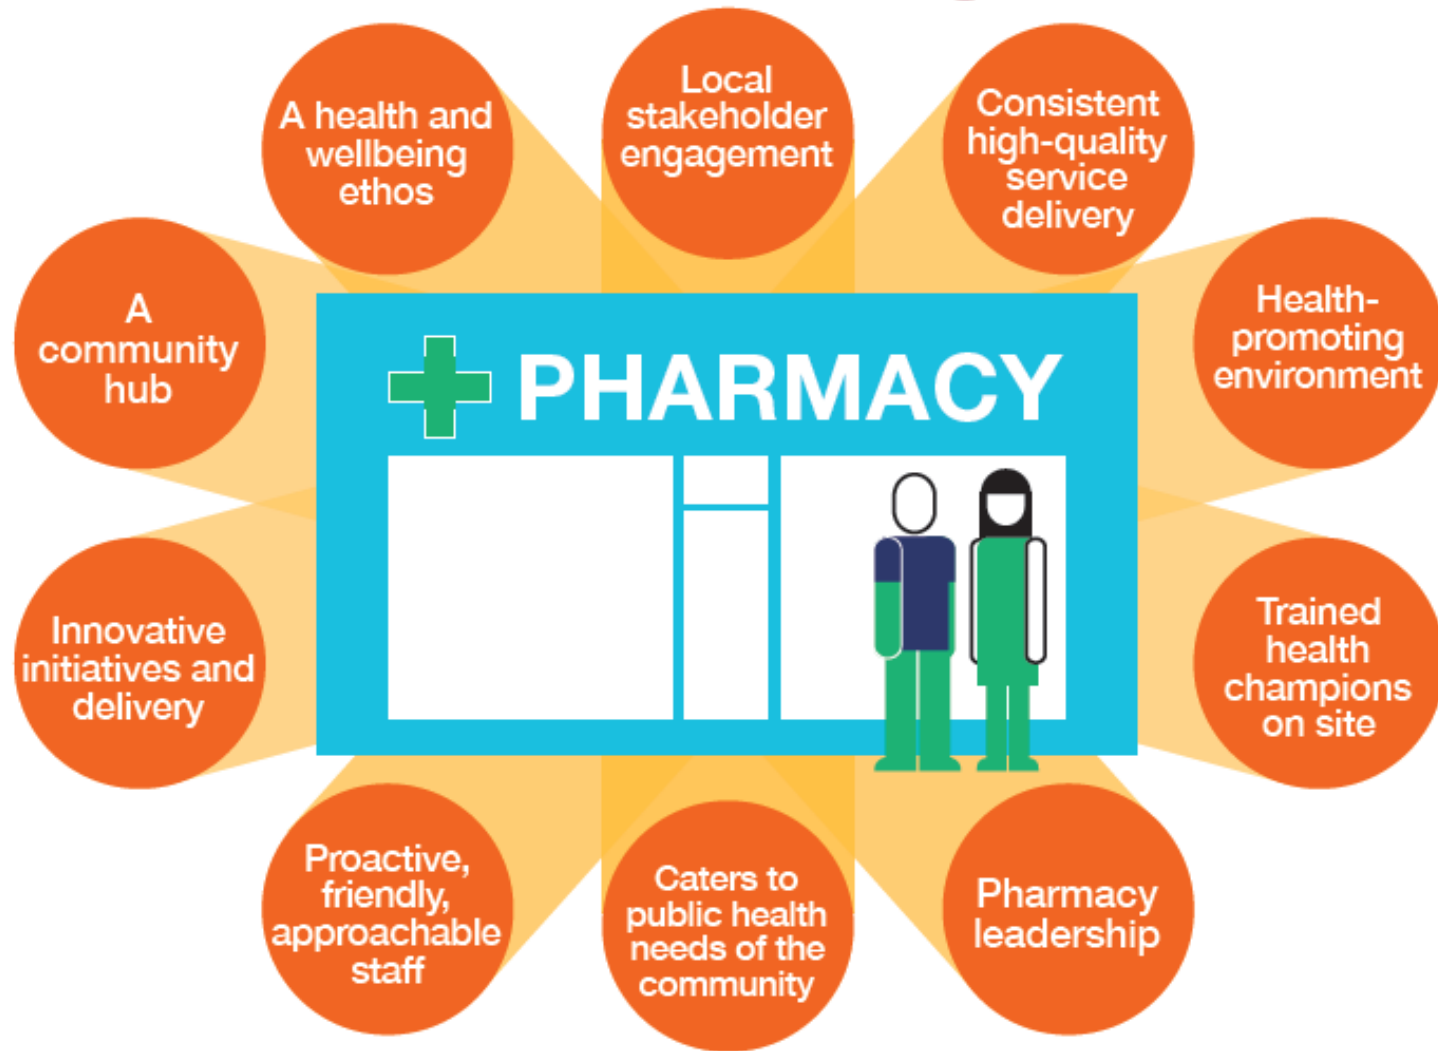 A health and
wellbeing
ethos
Local
stakeholder
engagement
Consistent
high-quality
service
delivery
A
community
hub
Health-
promoting
environment
PHARMACY
Innovative
initiatives and
delivery
Trained
health
champions
on site
Proactive,
friendly,
approachable
staff
Caters to
public health
needs of the
community
Pharmacy
leadership